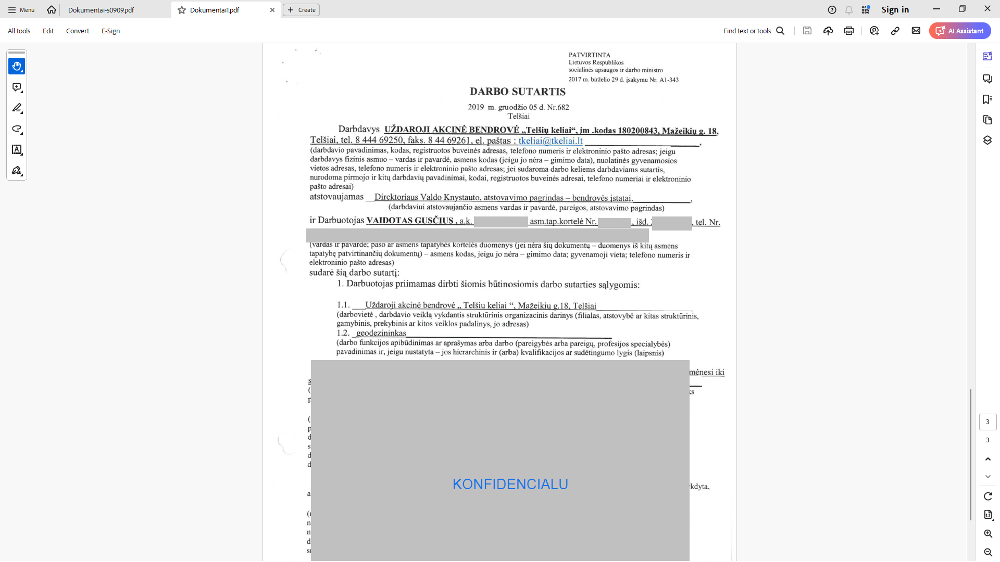 Menu
Dokumentai-s0909.pdf
Dokumentai1.pdf
Create
Sign in
All tools
Edit
Convert
E-Sign
Find text or tools
AI Assistant
PATVIRTINTA
Lietuvos Respublikos
socialinės apsaugos ir darbo ministro
2017 m. birželio 29 d. įsakymu Nr. A1-343
DARBO SUTARTIS
2019 m. gruodžio 05 d. Nr.682
Telšiai
Darbdavys UŽDAROJI AKCINĖ BENDROVĖ „Telšių keliai“, įm .kodas 180200843, Mažeikių g. 18,
Telšiai, tel. 8 444 69250, faks. 8 44 69261, el. paštas : tkeliai@tkeliai.lt ,
(darbdavio pavadinimas, kodas, registruotos buveinės adresas, telefono numeris ir elektroninio pašto adresas; jeigu
darbdavys fizinis asmuo – vardas ir pavardė, asmens kodas (jeigu jo nėra – gimimo data), nuolatinės gyvenamosios
vietos adresas, telefono numeris ir elektroninio pašto adresas; jei sudaroma darbo keliems darbdaviams sutartis,
nurodoma pirmojo ir kitų darbdavių pavadinimai, kodai, registruotos buveinės adresai, telefono numeriai ir elektroninio
pašto adresai)
atstovaujamas Direktoriaus Valdo Knystauto, atstovavimo pagrindas – bendrovės įstatai. ,
(darbdaviui atstovaujančio asmens vardas ir pavardė, pareigos, atstovavimo pagrindas)
ir Darbuotojas VAIDOTAS GUSČIUS , a.k. asm.tap.kortelė Nr. , išd. , tel. Nr.
(vardas ir pavardė; paso ar asmens tapatybės kortelės duomenys (jei nėra šių dokumentų – duomenys iš kitų asmens
tapatybę patvirtinančių dokumentų) – asmens kodas, jeigu jo nėra – gimimo data; gyvenamoji vieta; telefono numeris ir
elektroninio pašto adresas)
sudarė šią darbo sutartį:
1. Darbuotojas priimamas dirbti šiomis būtinosiomis darbo sutarties sąlygomis:
1.1. Uždaroji akcinė bendrovė „ Telšių keliai “, Mažeikių g.18, Telšiai
(darbovietė , darbdavio veiklą vykdantis struktūrinis organizacinis darinys (filialas, atstovybė ar kitas struktūrinis,
gamybinis, prekybinis ar kitos veiklos padalinys, jo adresas)
1.2. geodezininkas
(darbo funkcijos apibūdinimas ar aprašymas arba darbo (pareigybės arba pareigų, profesijos specialybės)
pavadinimas ir, jeigu nustatyta – jos hierarchinis ir (arba) kvalifikacijos ar sudėtingumo lygis (laipsnis)
mėnesi iki
KONFIDENCIALU
3
3